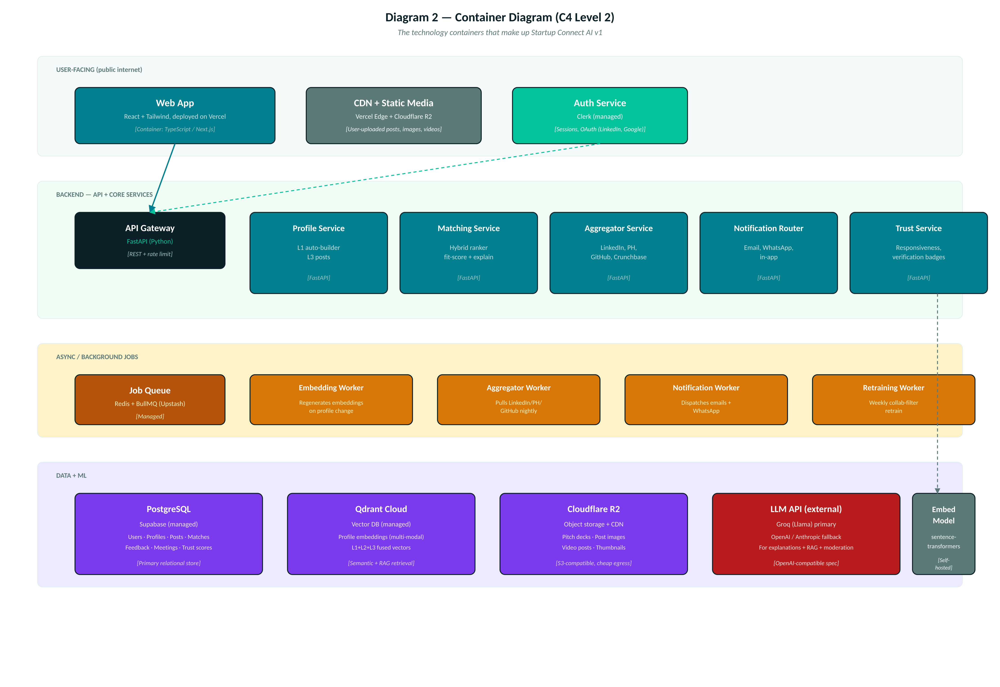 Diagram 2 — Container Diagram (C4 Level 2)
The technology containers that make up Startup Connect AI v1
USER-FACING (public internet)
Web App
React + Tailwind, deployed on Vercel
[Container: TypeScript / Next.js]
CDN + Static Media
Vercel Edge + Cloudflare R2
[User-uploaded posts, images, videos]
Auth Service
Clerk (managed)
[Sessions, OAuth (LinkedIn, Google)]
BACKEND — API + CORE SERVICES
API Gateway
FastAPI (Python)
[REST + rate limit]
Profile Service
L1 auto-builder
L3 posts
[FastAPI]
Matching Service
Hybrid ranker
fit-score + explain
[FastAPI]
Aggregator Service
LinkedIn, PH,
GitHub, Crunchbase
[FastAPI]
Notification Router
Email, WhatsApp,
in-app
[FastAPI]
Trust Service
Responsiveness,
verification badges
[FastAPI]
ASYNC / BACKGROUND JOBS
Job Queue
Redis + BullMQ (Upstash)
[Managed]
Embedding Worker
Regenerates embeddings
on profile change
Aggregator Worker
Pulls LinkedIn/PH/
GitHub nightly
Notification Worker
Dispatches emails +
WhatsApp
Retraining Worker
Weekly collab-filter
retrain
DATA + ML
PostgreSQL
Supabase (managed)
Users · Profiles · Posts · Matches
Feedback · Meetings · Trust scores
[Primary relational store]
Qdrant Cloud
Vector DB (managed)
Profile embeddings (multi-modal)
L1+L2+L3 fused vectors
[Semantic + RAG retrieval]
Cloudflare R2
Object storage + CDN
Pitch decks · Post images
Video posts · Thumbnails
[S3-compatible, cheap egress]
LLM API (external)
Groq (Llama) primary
OpenAI / Anthropic fallback
For explanations + RAG + moderation
[OpenAI-compatible spec]
Embed
Model
sentence-
transformers
[Self-
hosted]